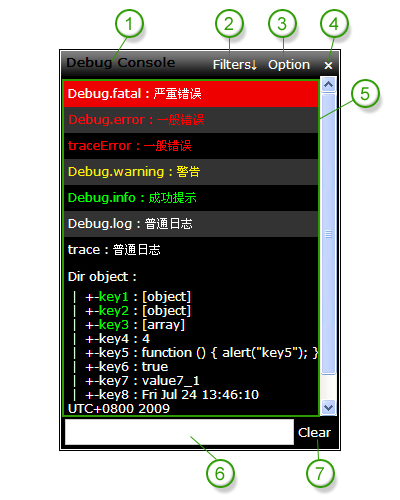 1 2 3 4
Debug Console Filters↓ Option ×
Debug.fatal : 严重错误
5
Debug.error : 一般错误
traceError : 一般错误
Debug.warning : 警告
Debug.info : 成功提示
Debug.log : 普通日志
trace : 普通日志
Dir object :
| +-key1 : [object]
| +-key2 : [object]
| +-key3 : [array]
| +-key4 : 4
| +-key5 : function () { alert("key5"); }
| +-key6 : true
| +-key7 : value7_1
| +-key8 : Fri Jul 24 13:46:10
UTC+0800 2009
Clear
6 7